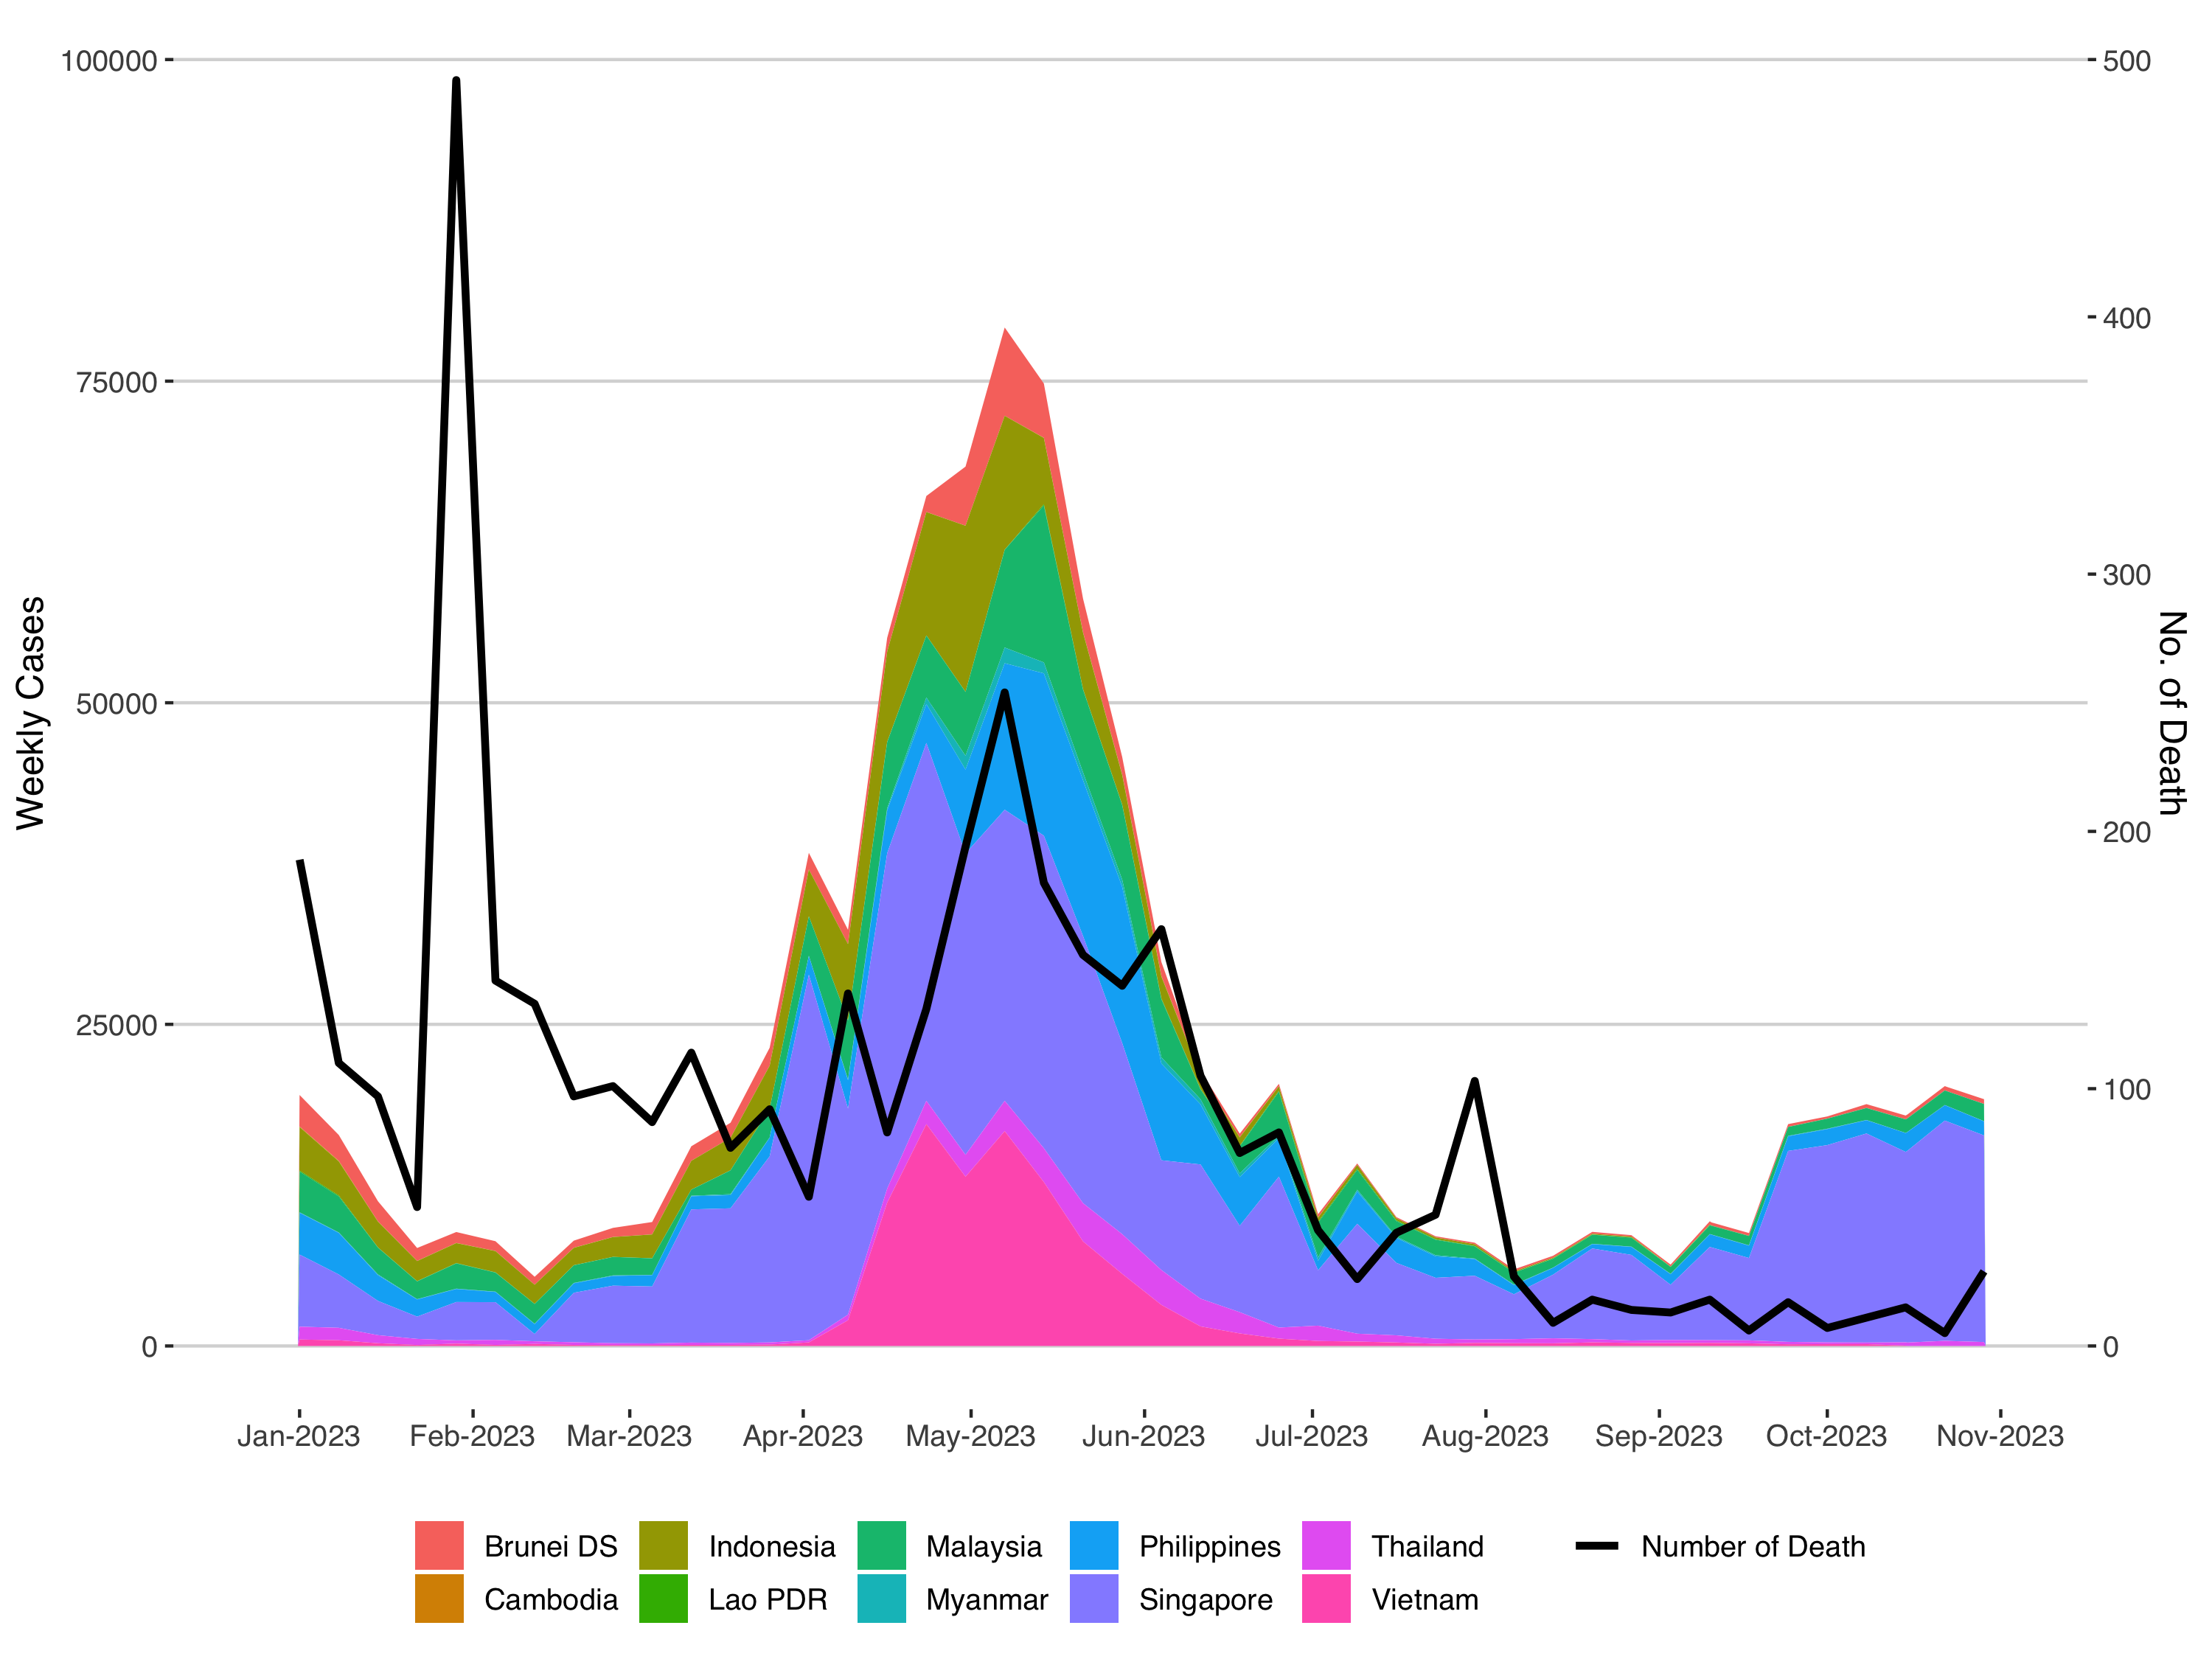 100000
75000
50000
25000
0
Weekly Cases
500
400
300
200
100
0
No. of Death
Jan-2023 Feb-2023 Mar-2023 Apr-2023 May-2023 Jun-2023 Jul-2023 Aug-2023 Sep-2023 Oct-2023 Nov-2023
Brunei DS Indonesia Malaysia Philippines Thailand Number of Death
Cambodia Lao PDR Myanmar Singapore Vietnam